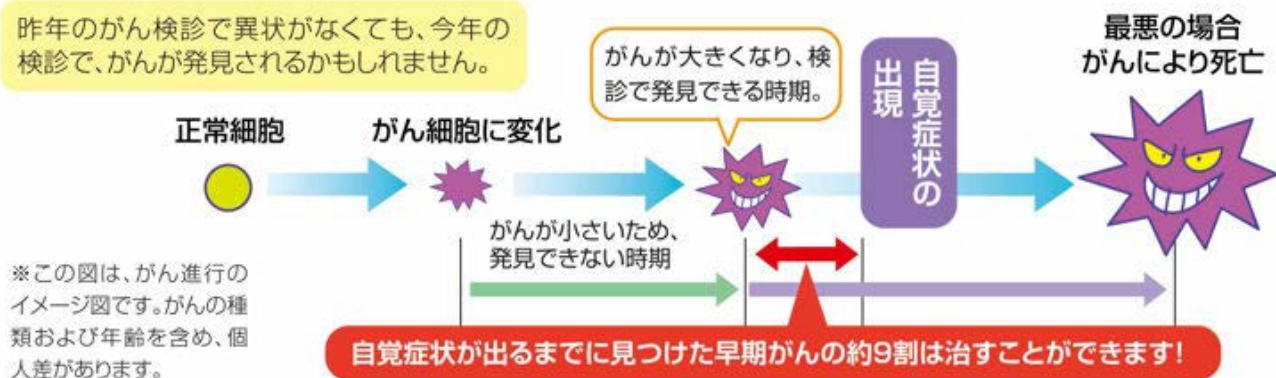 昨年のがん検診で異状がなくても、今年の
検診で、がんが発見されるかもしれません。
正常細胞
がん細胞に変化
がんが大きくなり、検
診で発見できる時期。
自覚症状の
出現
最悪の場合
がんにより死亡
がんが小さいため、
発見できない時期
※この図は、がん進行の
イメージ図です。がんの種
類および年齢を含め、個
人差があります。
自覚症状が出るまでに見つけた早期がんの約9割は治すことができます!